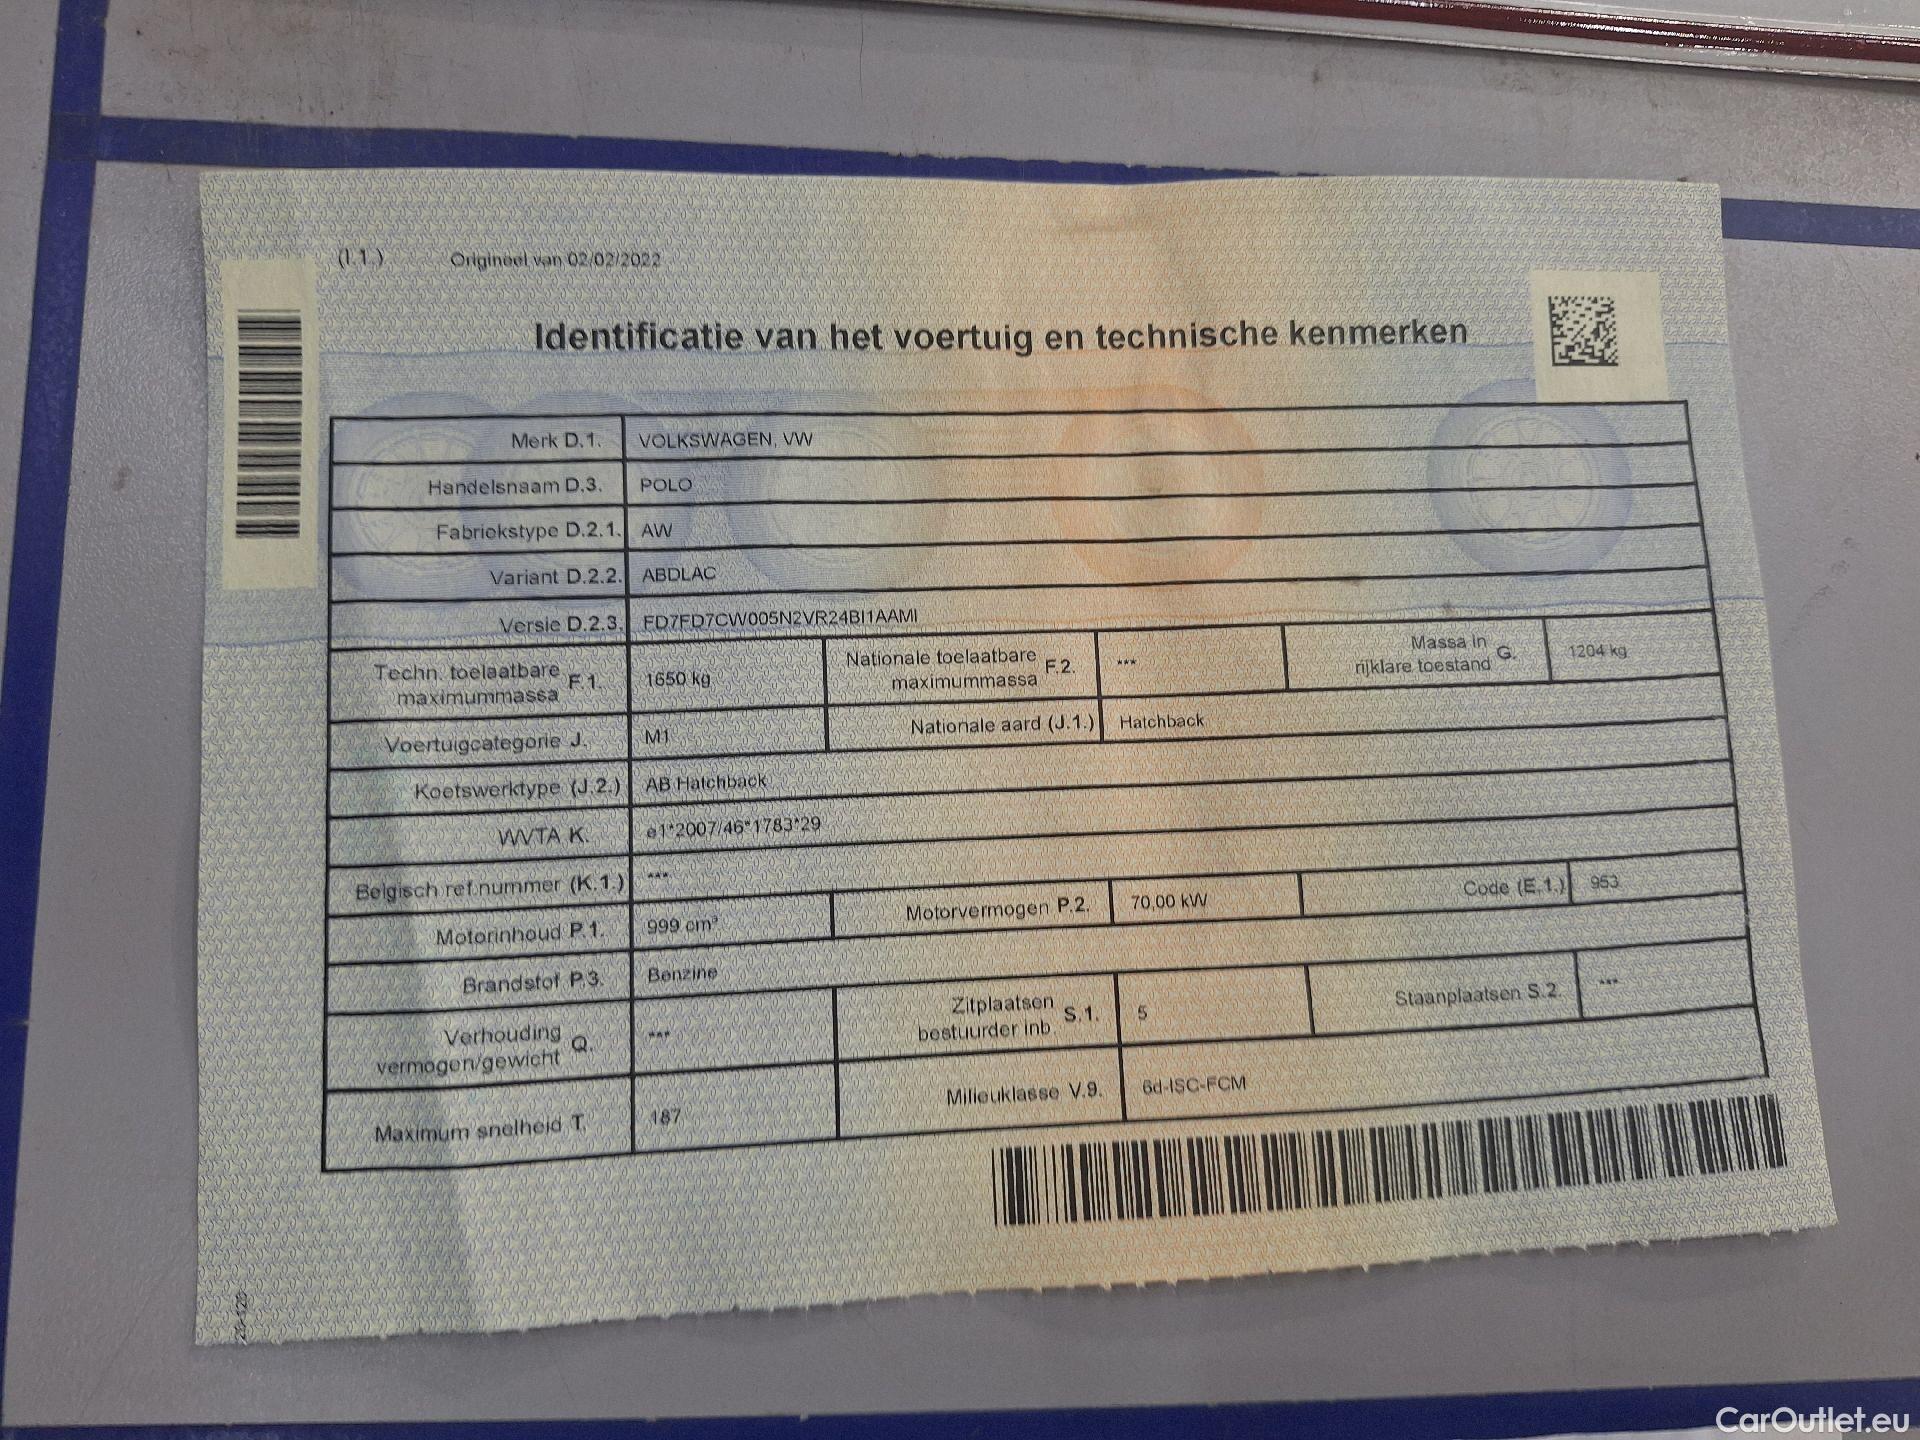 (I.1.) Origineel van 02/02/2022
Identificatie van het voertuig en technische kenmerken
Merk D.1. VOLKSWAGEN, VW
Handelsnaam D.3. POLO
Fabriekstype D.2.1. AW
Variant D.2.2. ABDLAC
Versie D.2.3. FD7FD7CW005N2VR24BI1AAMI
Techn. toelaatbare maximummassa F.1. 1650 kg Nationale toelaatbare maximummassa F.2. *** Massa in rijklare toestand G. 1204 kg
Voertuigcategorie J. M1 Nationale aard (J.1.) Hatchback
Koetswerktype (J.2.) AB Hatchback
WVTA K. e1*2007/46*1783*29
Belgisch ref.nummer (K.1.) ***
Motorinhoud P.1. 999 cm³ Motorvermogen P.2. 70,00 kW Code (E.1.) 953
Brandstof P.3. Benzine
Verhouding vermogen/gewicht Q. *** Zitplaatsen bestuurder inb. S.1. 5 Staanplaatsen S.2. ***
Maximum snelheid T. 187 Milieuklasse V.9. 6d-ISC-FCM
CarOutlet.eu